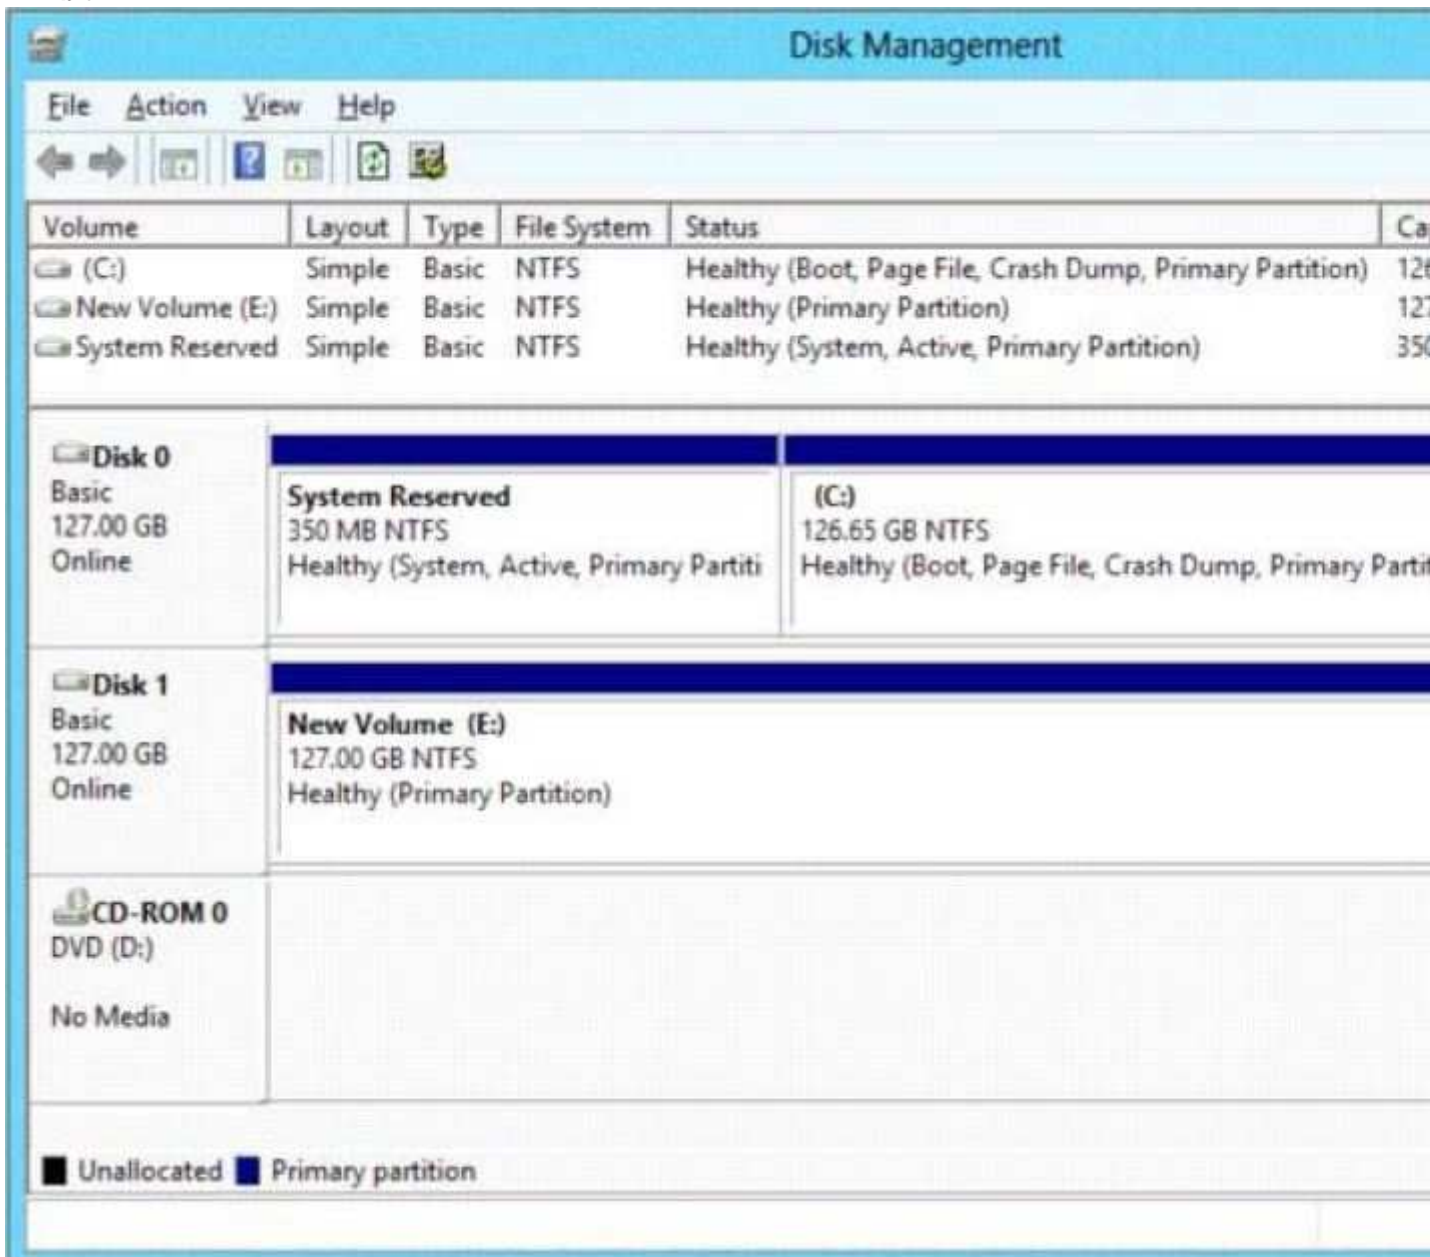 Disk Management
File Action View Help
Volume Layout Type File System Status
(C:) Simple Basic NTFS Healthy (Boot, Page File, Crash Dump, Primary Partition)
New Volume (E:) Simple Basic NTFS Healthy (Primary Partition)
System Reserved Simple Basic NTFS Healthy (System, Active, Primary Partition)
Disk 0
Basic
127.00 GB
Online
System Reserved
350 MB NTFS
Healthy (System, Active, Primary Partiti
(C:)
126.65 GB NTFS
Healthy (Boot, Page File, Crash Dump, Primary Partit
Disk 1
Basic
127.00 GB
Online
New Volume (E:)
127.00 GB NTFS
Healthy (Primary Partition)
CD-ROM 0
DVD (D:)
No Media
Unallocated Primary partition